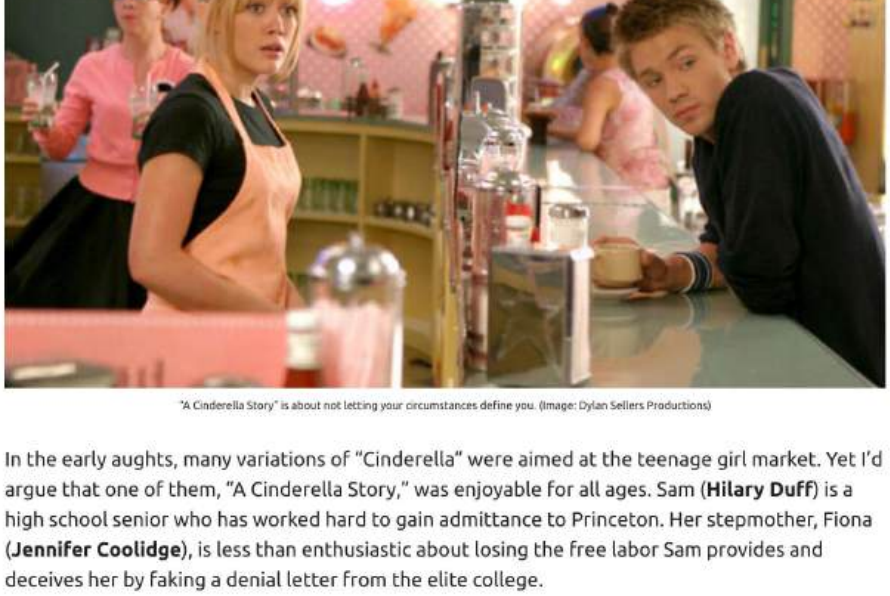 "A Cinderella Story" is about not letting your circumstances define you. (Image: Dylan Sellers Productions)
In the early aughts, many variations of “Cinderella” were aimed at the teenage girl market. Yet I’d
argue that one of them, “A Cinderella Story,” was enjoyable for all ages. Sam (Hilary Duff) is a
high school senior who has worked hard to gain admittance to Princeton. Her stepmother, Fiona
(Jennifer Coolidge), is less than enthusiastic about losing the free labor Sam provides and
deceives her by faking a denial letter from the elite college.